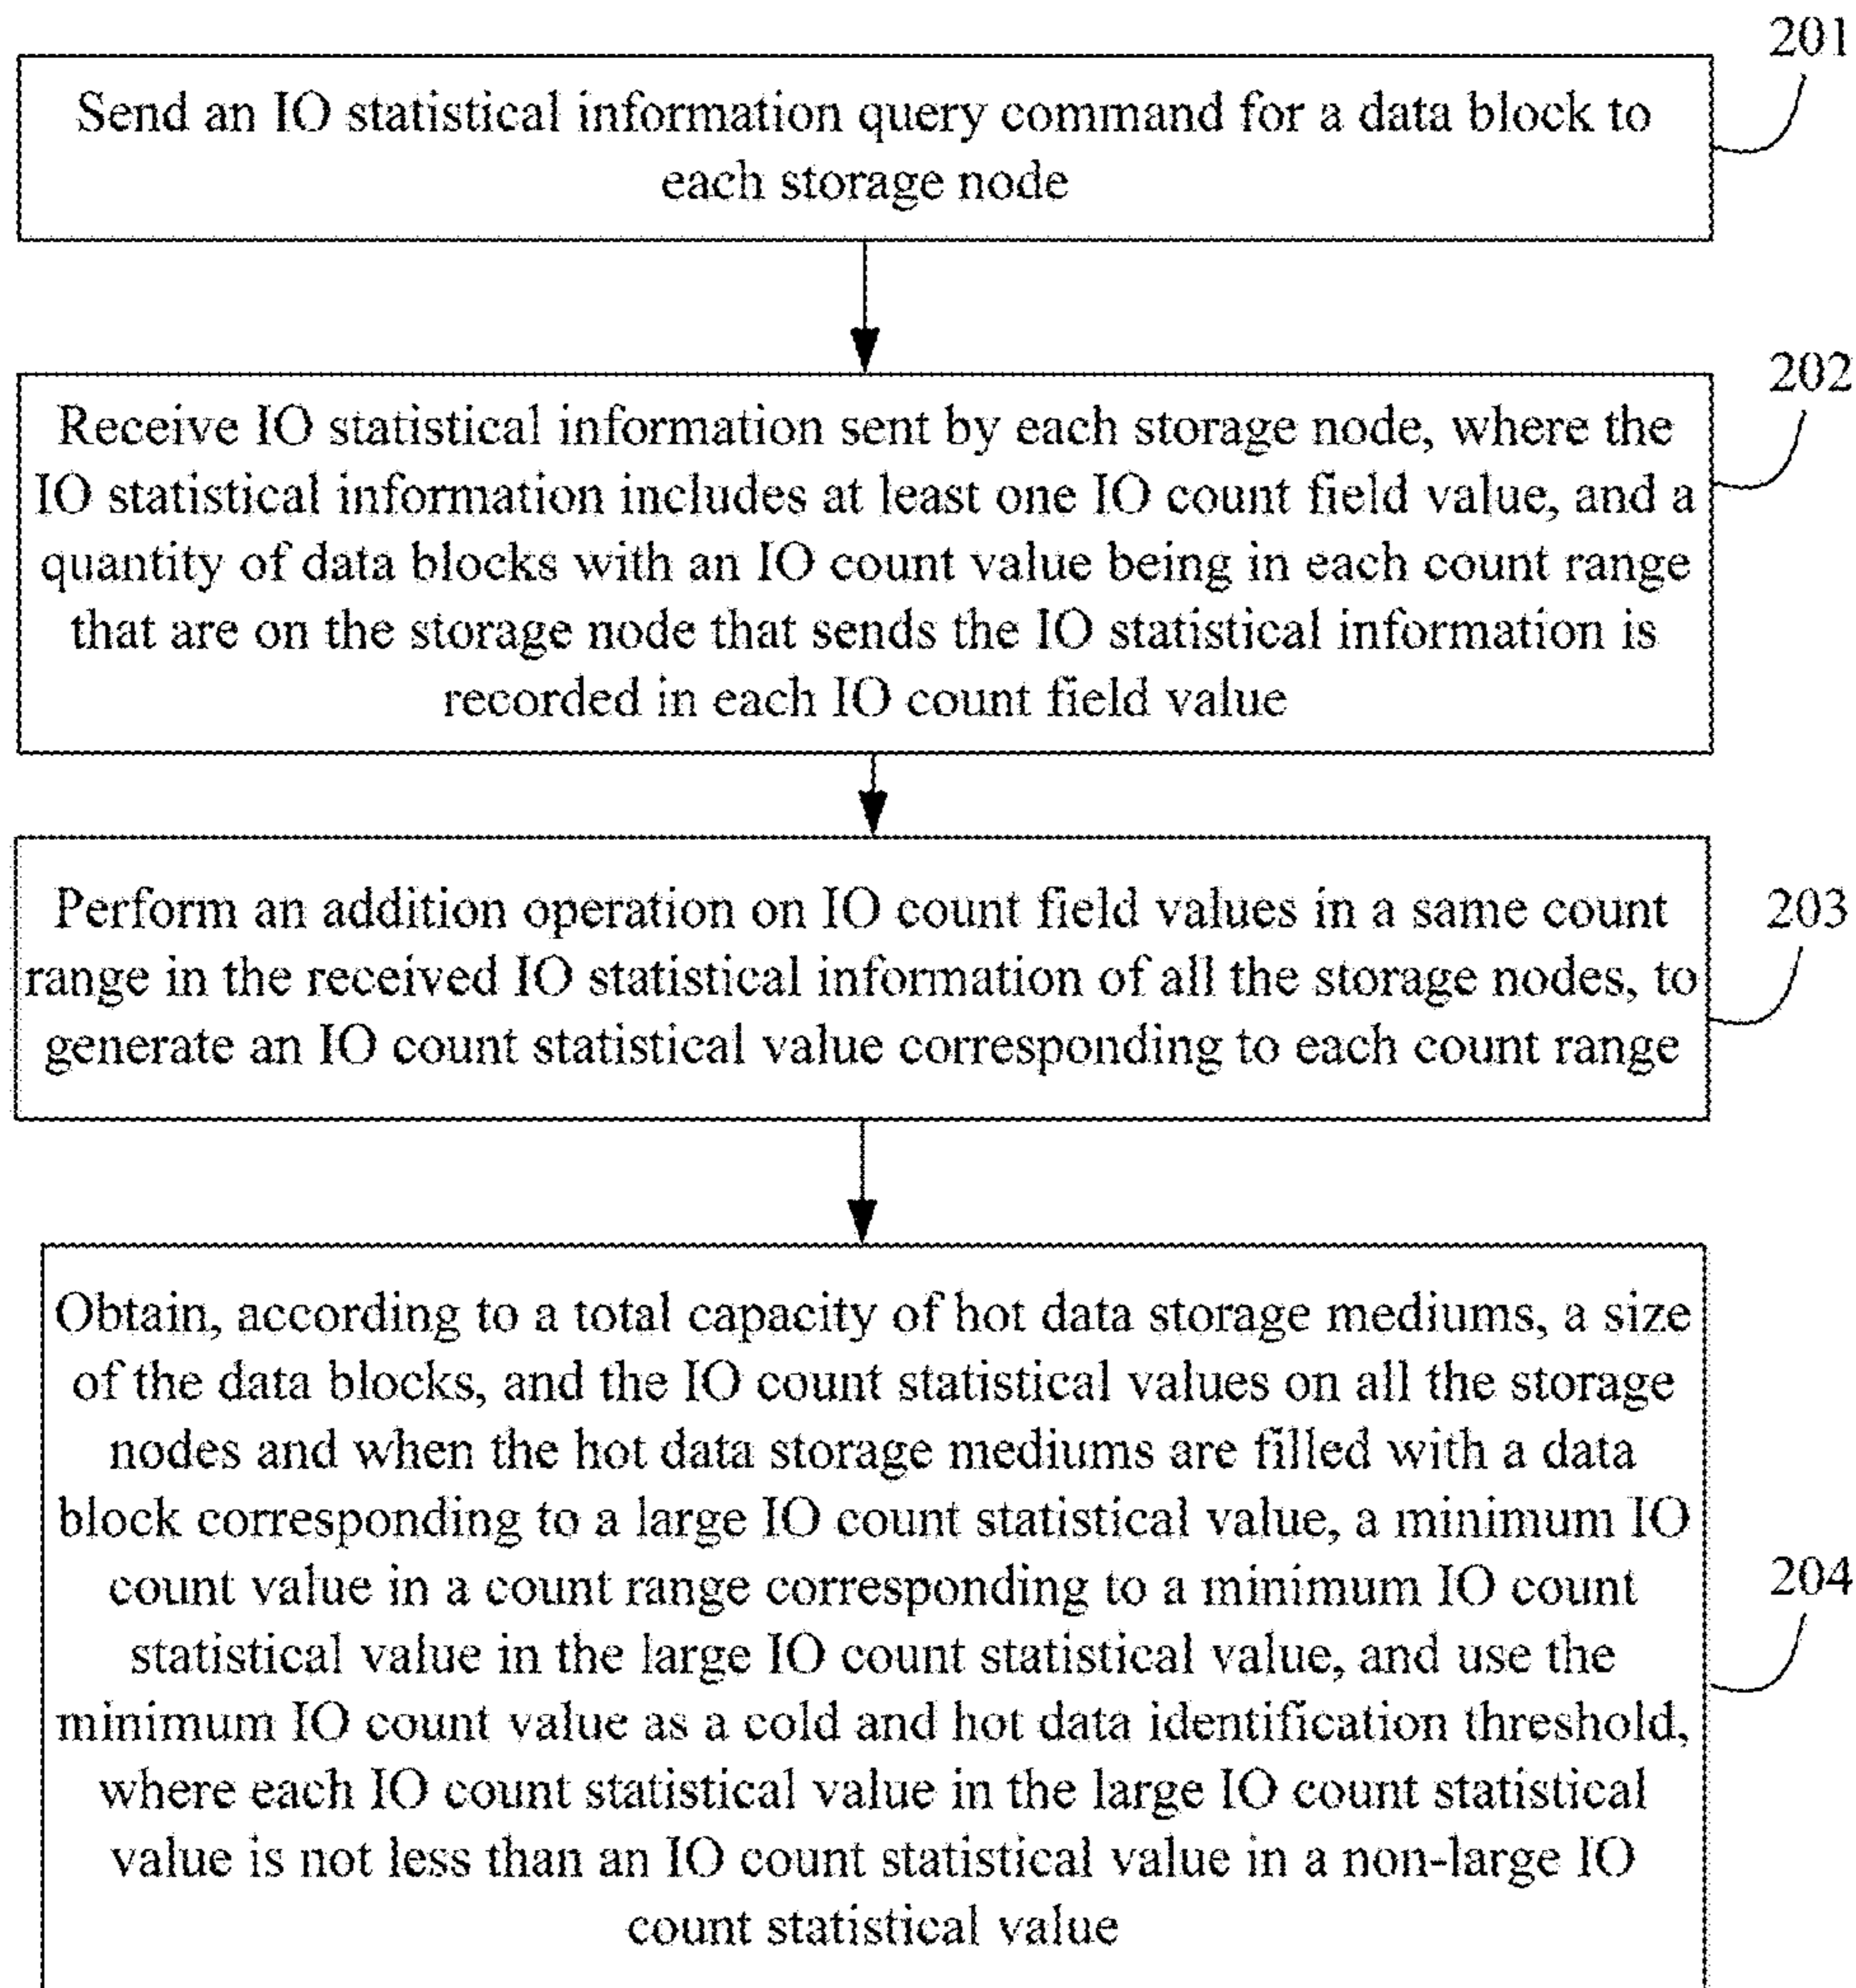 201
Send an IO statistical information query command for a data block to
each storage node
202
Receive IO statistical information sent by each storage node, where the
IO statistical information includes at least one IO count field value, and a
quantity of data blocks with an IO count value being in each count range
that are on the storage node that sends the IO statistical information is
recorded in each IO count field value
203
Perform an addition operation on IO count field values in a same count
range in the received IO statistical information of all the storage nodes, to
generate an IO count statistical value corresponding to each count range
Obtain, according to a total capacity of hot data storage mediums, a size
of the data blocks, and the IO count statistical values on all the storage
nodes and when the hot data storage mediums are filled with a data
block corresponding to a large IO count statistical value, a minimum IO
count value in a count range corresponding to a minimum IO count
204
statistical value in the large IO count statistical value, and use the
minimum IO count value as a cold and hot data identification threshold,
where each IO count statistical value in the large IO count statistical
value is not less than an IO count statistical value in a non-large IO
count statistical value